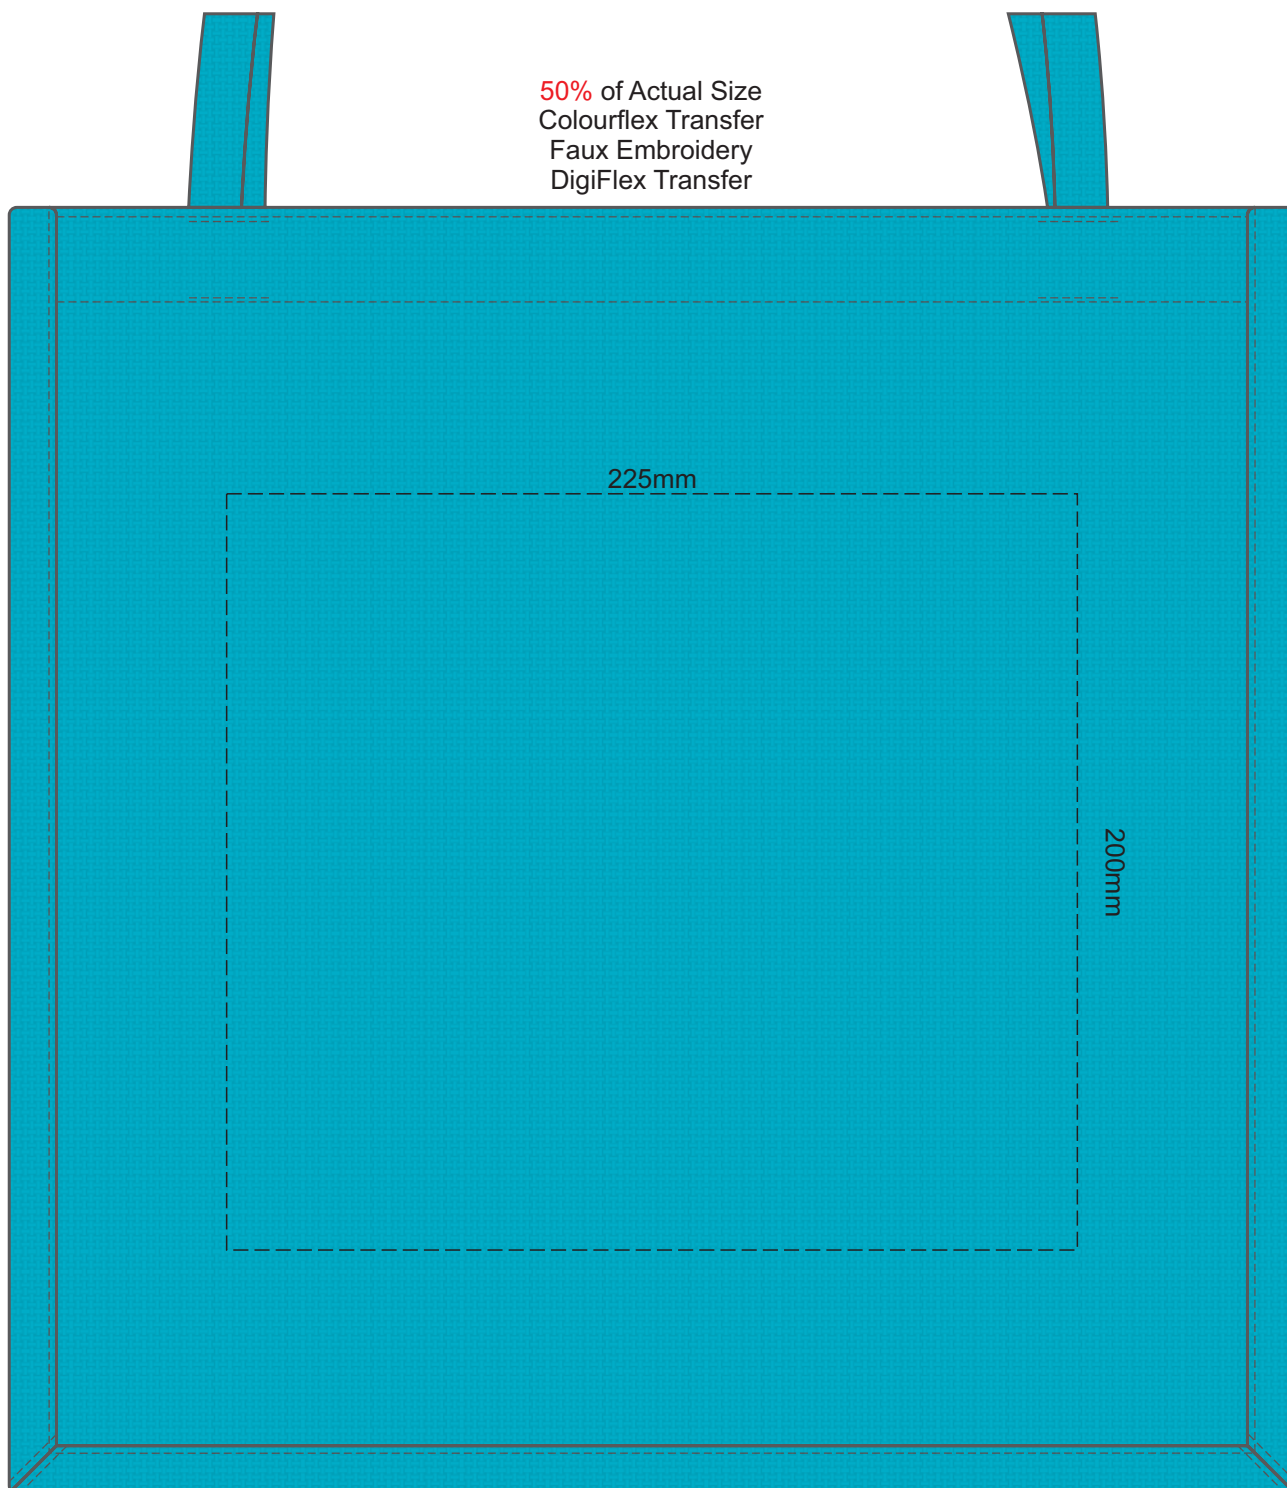 50% of Actual Size
Colourflex Transfer
Faux Embroidery
DigiFlex Transfer
225mm
200mm